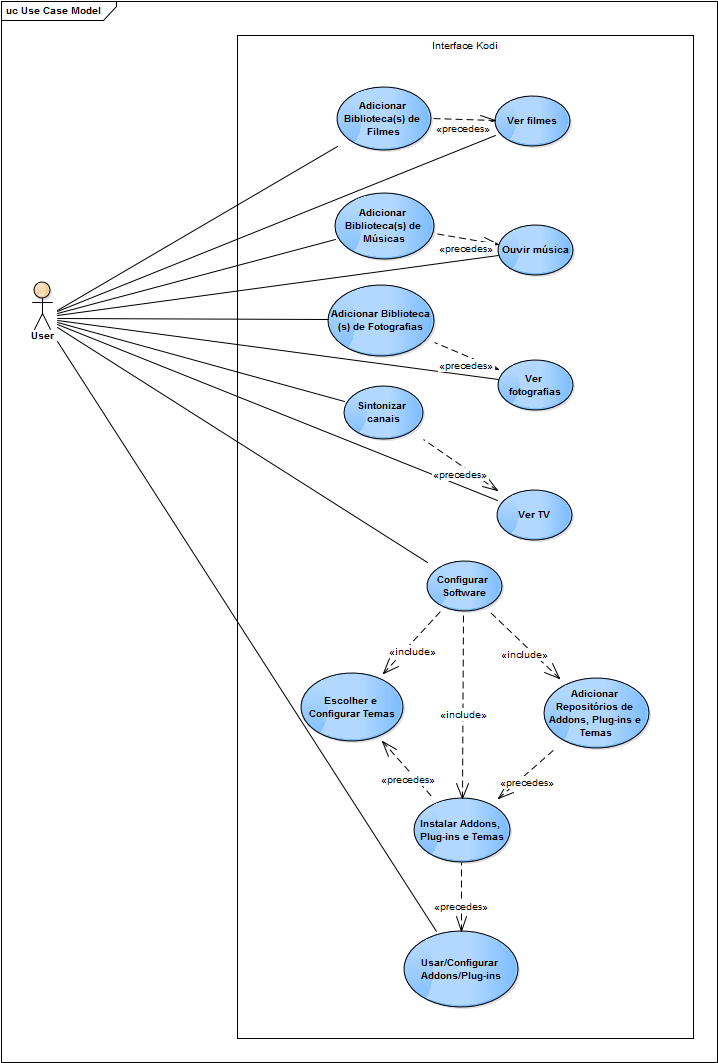 uc Use Case Model
Interface Kodi
Adicionar
Biblioteca(s) de
Filmes
«precedes»
Ver filmes
Adicionar
Biblioteca(s) de
Músicas
«precedes»
Ouvir música
User
Adicionar Biblioteca
(s) de Fotografias
«precedes»
Ver
fotografias
Sintonizar
canais
«precedes»
Ver TV
Configurar
Software
«include»
«include»
«include»
Escolher e
Configurar Temas
Adicionar
Repositórios de
Addons, Plug-ins e
Temas
«precedes»
«precedes»
Instalar Addons,
Plug-ins e Temas
«precedes»
Usar/Configurar
Addons/Plug-ins